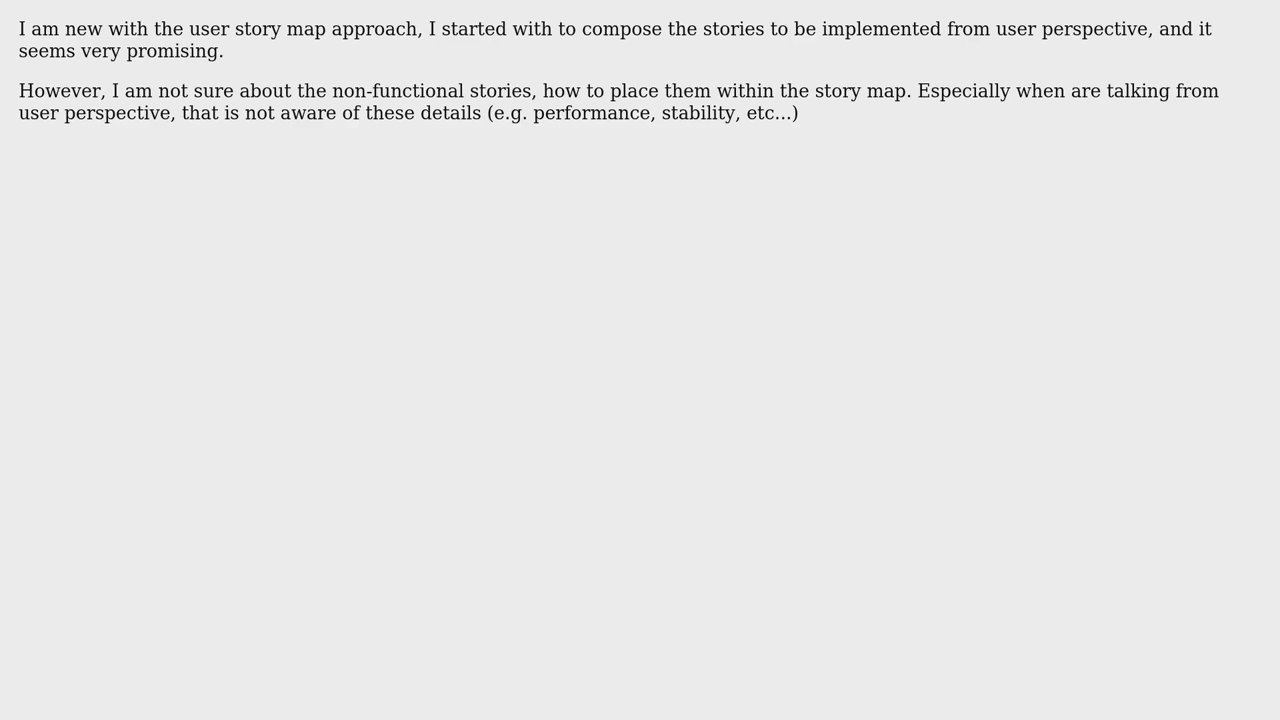 I am new with the user story map approach, I started with to compose the stories to be implemented from user perspective, and it
seems very promising.
However, I am not sure about the non-functional stories, how to place them within the story map. Especially when are talking from
user perspective, that is not aware of these details (e.g. performance, stability, etc...)